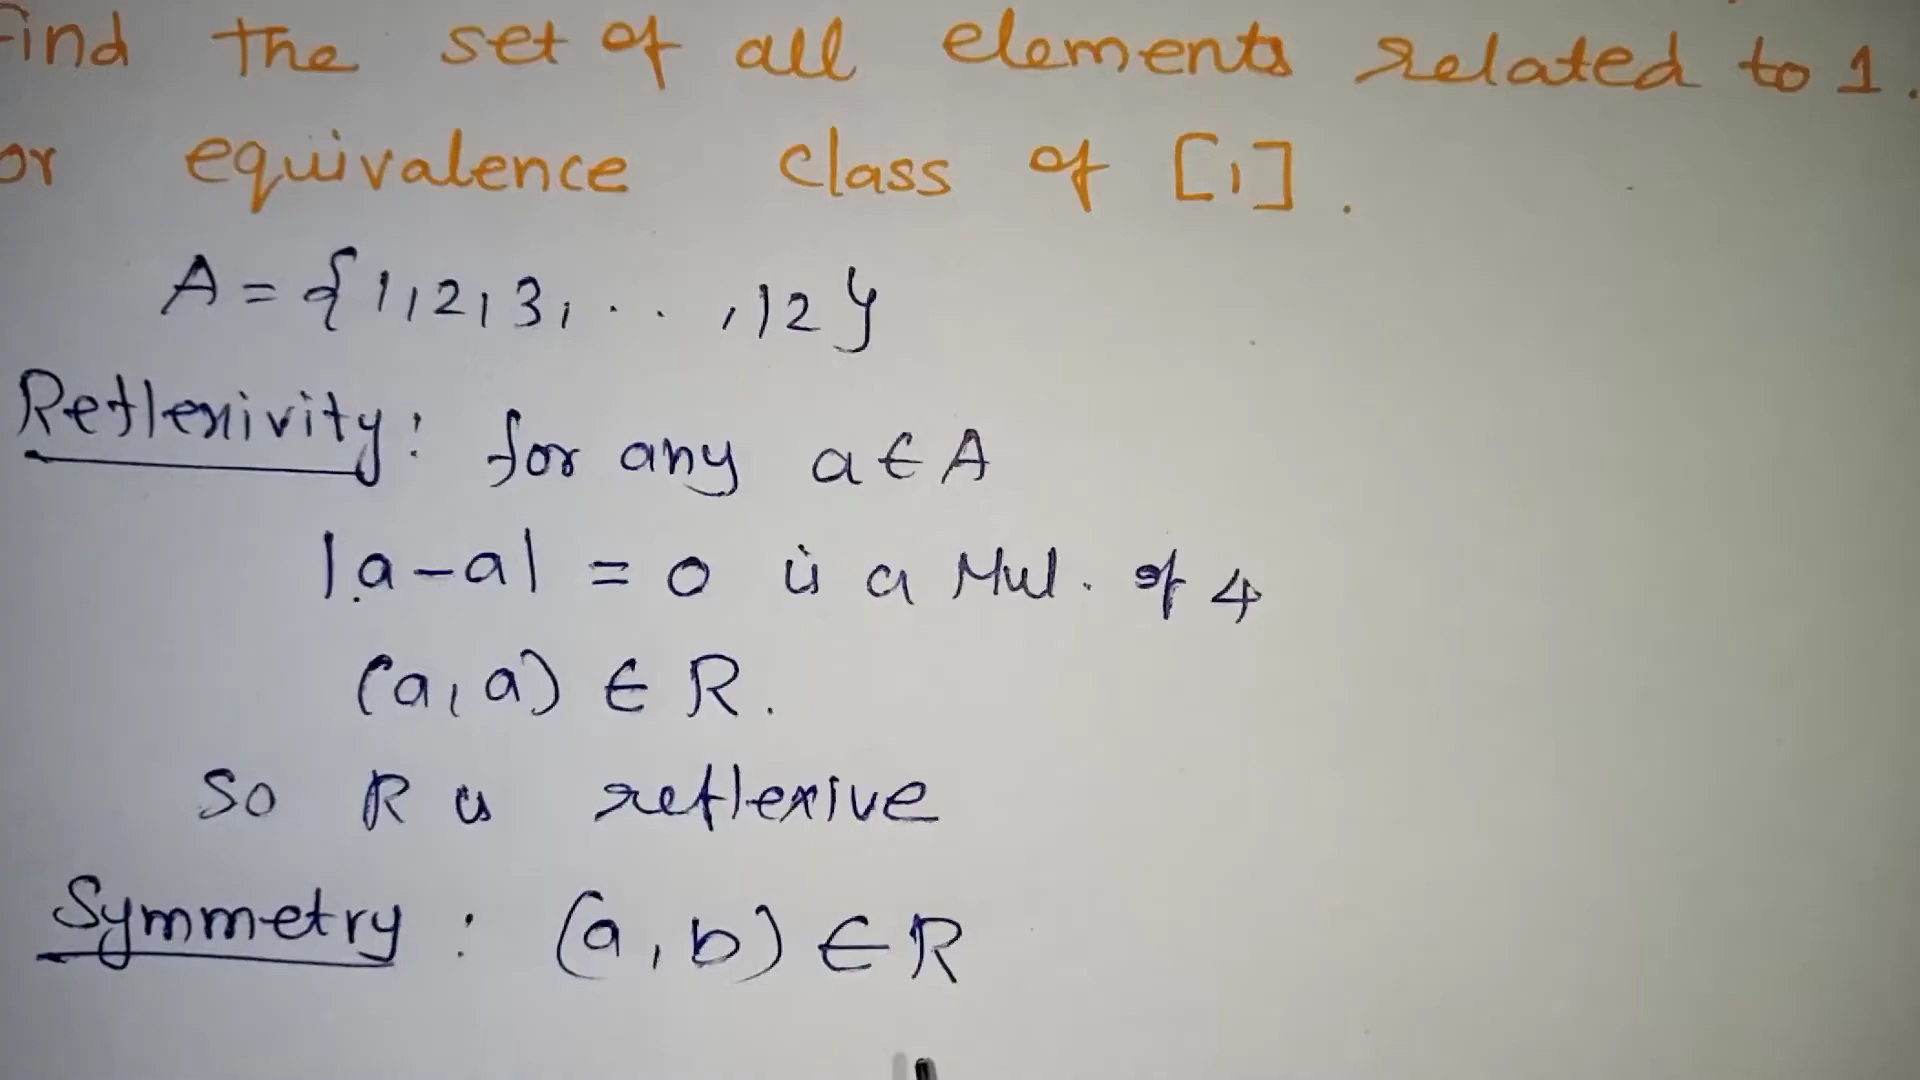 Find the set of all elements related to 1.
or equivalence class of [1].
A = {1,2,3, . . . ,12}
Reflexivity: for any a ∈ A
|a-a| = 0 is a Mul. of 4
(a,a) ∈ R.
So R is reflexive
Symmetry : (a,b) ∈ R